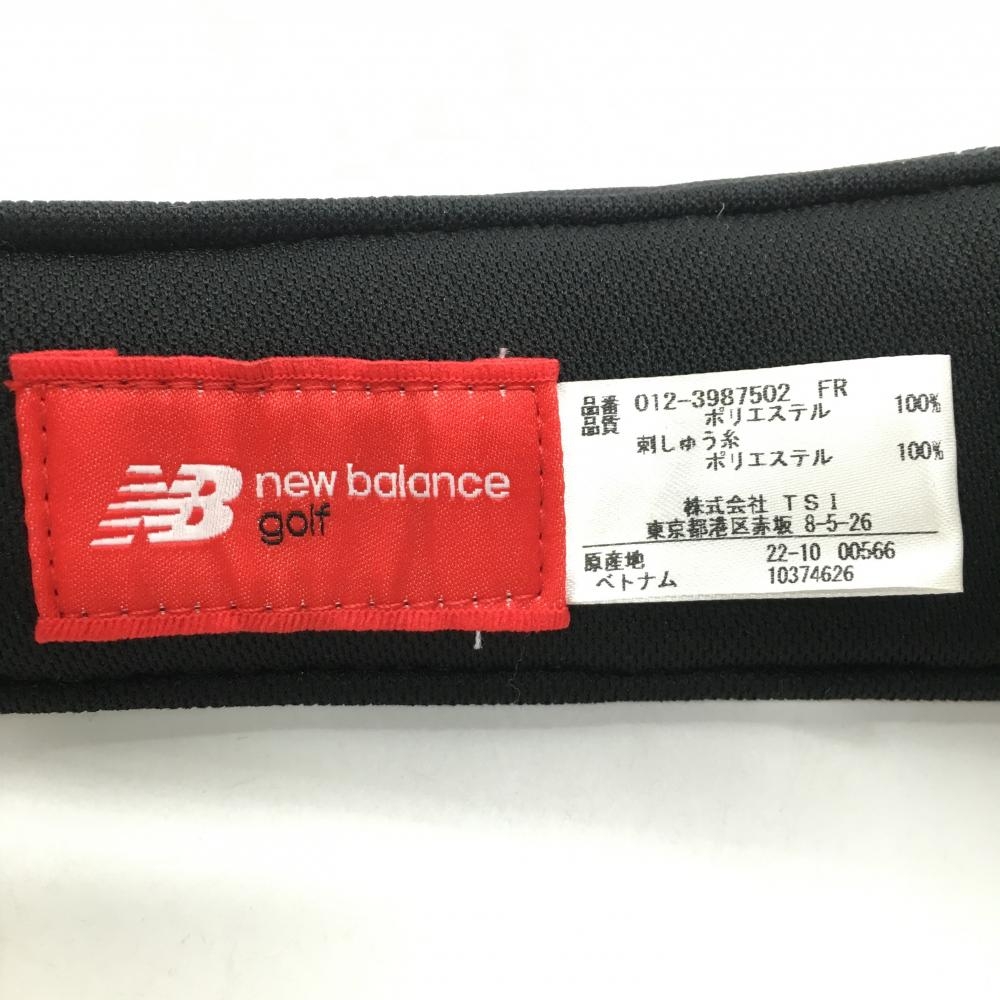 NB new balance
golf
品番 012-3987502 FR
品質 ポリエステル 100%
刺しゅう糸
ポリエステル 100%
株式会社 TSI
東京都港区赤坂 8-5-26
原産地 22-10 00566
ベトナム 10374626